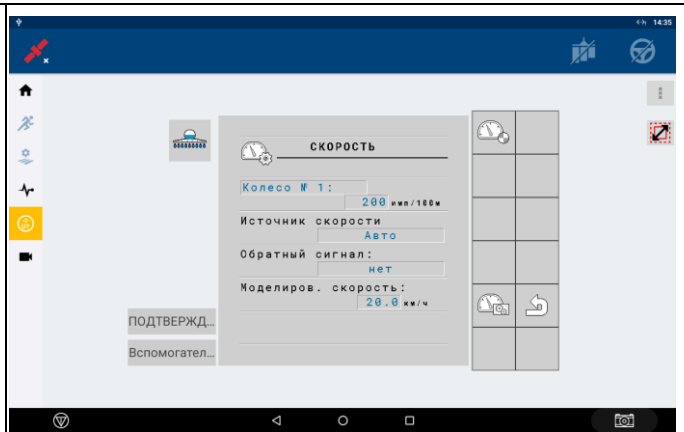 14:35
СКОРОСТЬ
Колесо № 1:
200 имп/100м
Источник скорости
Авто
Обратный сигнал:
нет
Моделиров. скорость:
20.0 км/ч
ПОДТВЕРЖД...
Вспомогател...